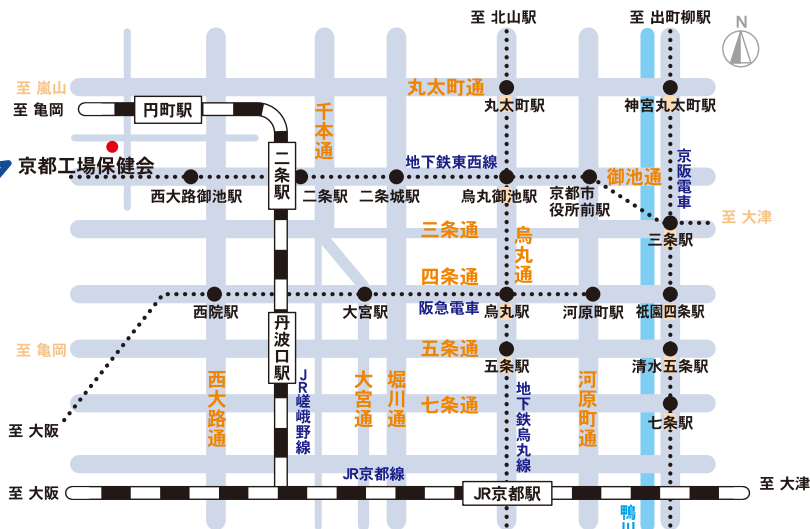 至 北山駅
至 出町柳駅
N
至 嵐山
丸太町通
至 亀岡
円町駅
丸太町駅
神宮丸太町駅
千本通
京都工場保健会
二条駅
地下鉄東西線
京阪電車
御池通
西大路御池駅
二条駅
二条城駅
烏丸御池駅
京都市
役所前駅
至 大津
三条通
烏丸通
三条駅
四条通
西院駅
大宮駅
阪急電車
烏丸駅
河原町駅
祇園四条駅
丹波口駅
至 亀岡
五条通
五条駅
清水五条駅
西大路通
JR嵯峨野線
大宮通
堀川通
七条通
地下鉄烏丸線
河原町通
七条駅
至 大阪
JR京都線
至 大阪
JR京都駅
至 大津
鴨川